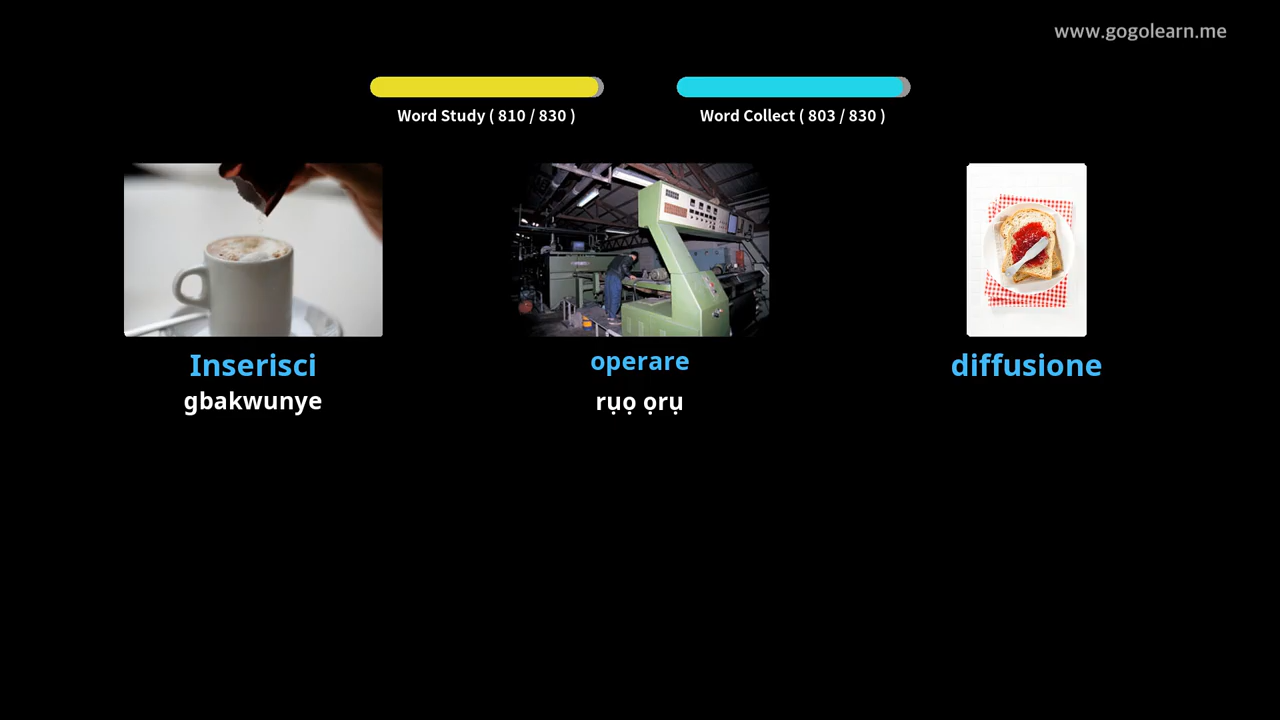 www.gogolearn.me
Word Study ( 810 / 830 )
Word Collect ( 803 / 830 )
Inserisci
gbakwunye
operare
rụọ ọrụ
diffusione